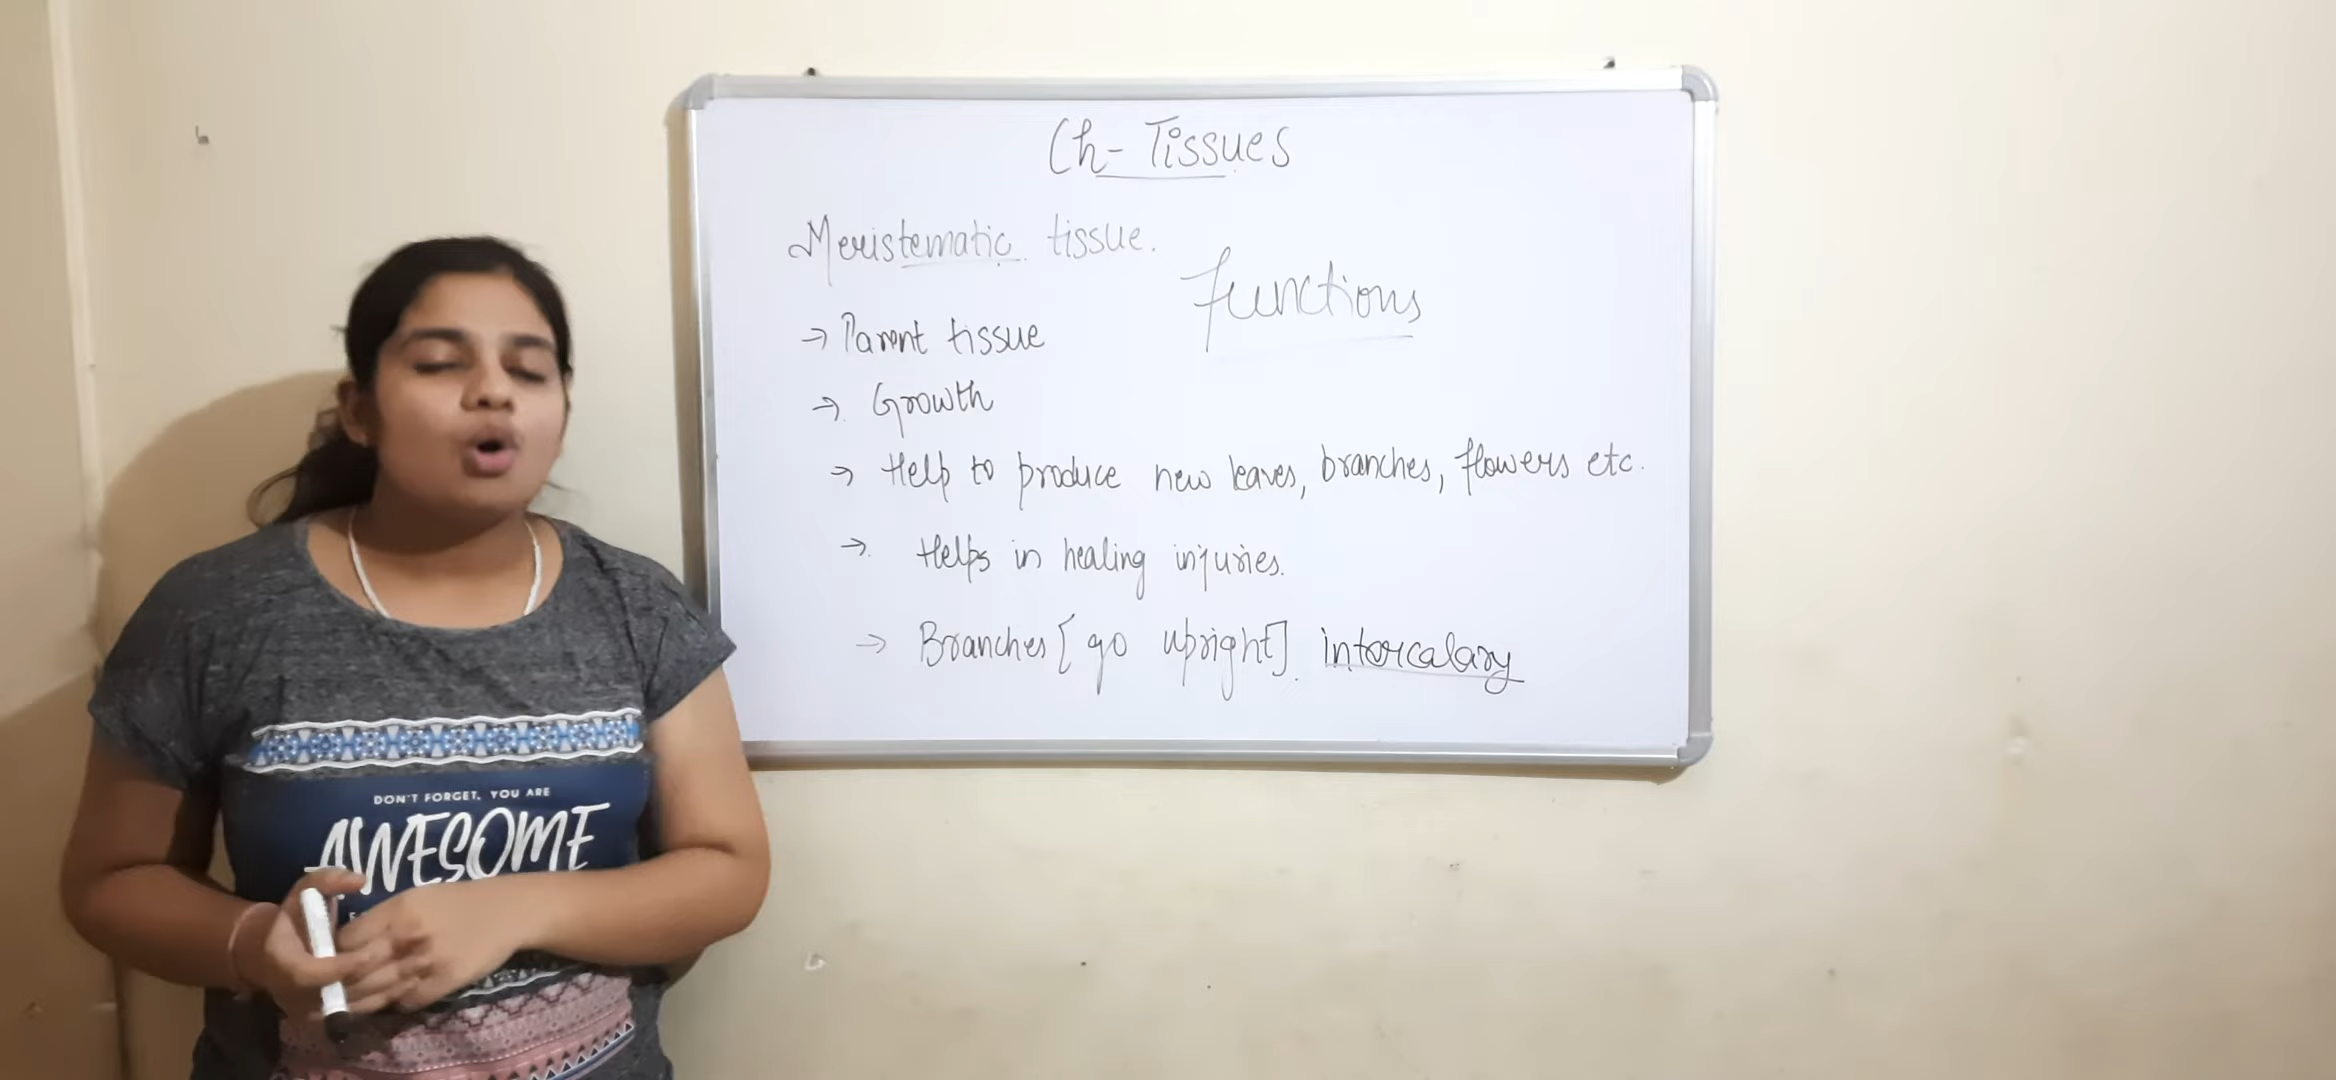 Ch- Tissues
Meristematic tissue.
Functions
→ Parent tissue
→ Growth
→ Help to produce new leaves, branches, flowers etc.
→ Helps in healing injuries.
→ Branches [go upright]. intercalary
DON'T FORGET, YOU ARE
AWESOME